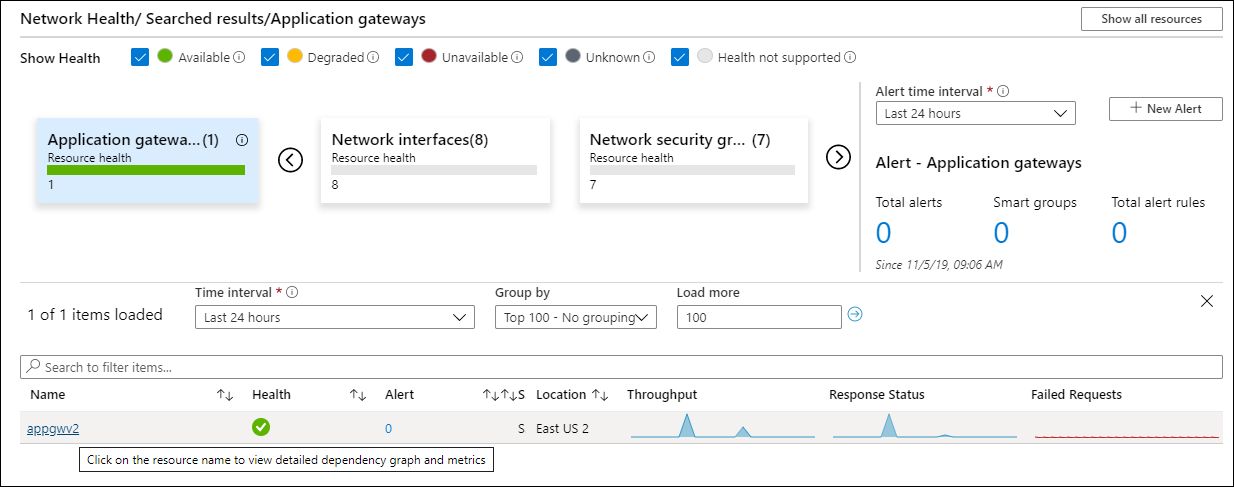 Network Health/ Searched results/Application gateways
Show all resources
Show Health
Available
Degraded
Unavailable
Unknown
Health not supported
Alert time interval *
Last 24 hours
+ New Alert
Application gatewa...(1)
Resource health
1
Network interfaces(8)
Resource health
8
Network security gr... (7)
Resource health
7
Alert - Application gateways
Total alerts Smart groups Total alert rules
0 0 0
Since 11/5/19, 09:06 AM
1 of 1 items loaded
Time interval *
Last 24 hours
Group by
Top 100 - No grouping
Load more
100
Search to filter items...
Name Health Alert S Location Throughput Response Status Failed Requests
appgwv2 0 S East US 2
Click on the resource name to view detailed dependency graph and metrics